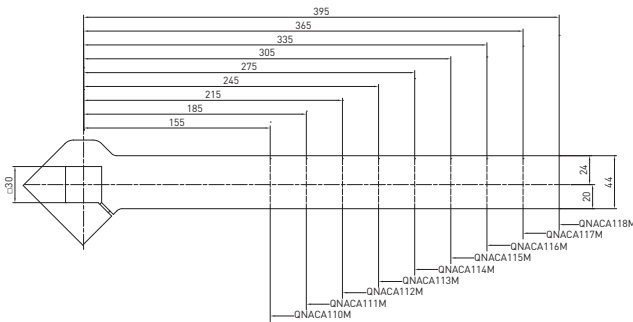 395
365
335
305
275
245
215
185
155
□30
24
44
20
QNACA118M
QNACA117M
QNACA116M
QNACA115M
QNACA114M
QNACA113M
QNACA112M
QNACA111M
QNACA110M